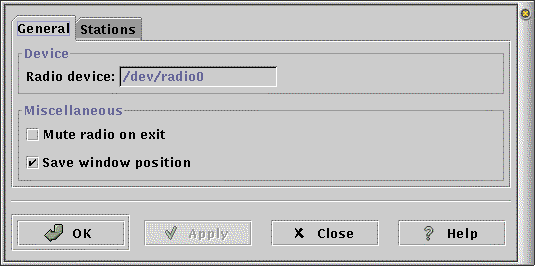 General Stations
Device
Radio device: /dev/radio0
Miscellaneous
Mute radio on exit
Save window position
OK Apply Close Help